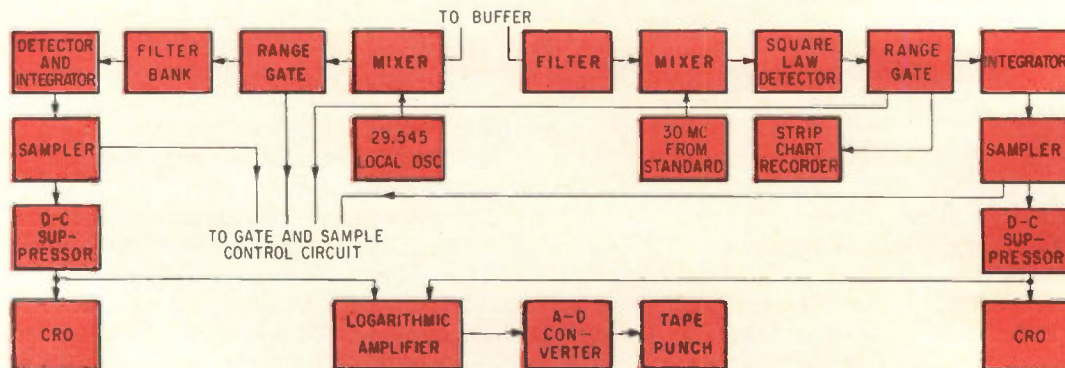 TO BUFFER
DETECTOR
AND
INTEGRATOR
FILTER
BANK
RANGE
GATE
MIXER
FILTER
MIXER
SQUARE
LAW
DETECTOR
RANGE
GATE
INTEGRATOR
SAMPLER
29.545
LOCAL OSC
30 MC
FROM
STANDARD
STRIP
CHART
RECORDER
SAMPLER
D-C
SUP-
PRESSOR
TO GATE AND SAMPLE
CONTROL CIRCUIT
D-C
SUP-
PRESSOR
CRO
LOGARITHMIC
AMPLIFIER
A-D
CON-
VERTER
TAPE
PUNCH
CRO